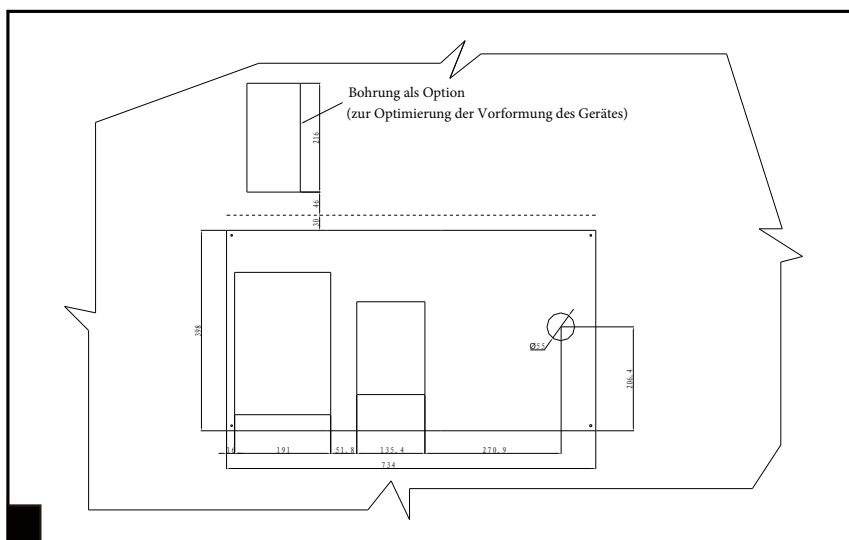 Bohrung als Option
(zur Optimierung der Vorformung des Gerätes)
216
46
30
398
Ø55
206,4
16 191 51,8 135,4 270,9
734